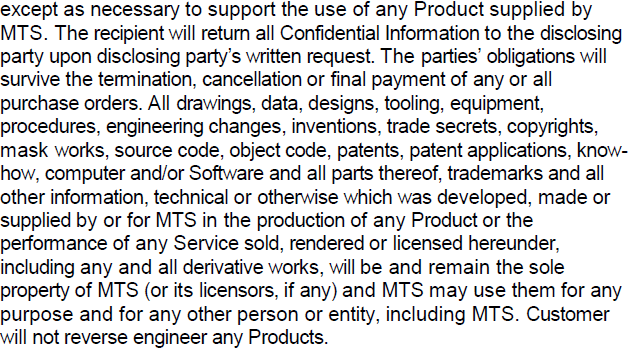 except as necessary to support the use of any Product supplied by
MTS. The recipient will return all Confidential Information to the disclosing
party upon disclosing party's written request. The parties' obligations will
survive the termination, cancellation or final payment of any or all
purchase orders. All drawings, data, designs, tooling, equipment,
procedures, engineering changes, inventions, trade secrets, copyrights,
mask works, source code, object code, patents, patent applications, know-
how, computer and/or Software and all parts thereof, trademarks and all
other information, technical or otherwise which was developed, made or
supplied by or for MTS in the production of any Product or the
performance of any Service sold, rendered or licensed hereunder,
including any and all derivative works, will be and remain the sole
property of MTS (or its licensors, if any) and MTS may use them for any
purpose and for any other person or entity, including MTS. Customer
will not reverse engineer any Products.